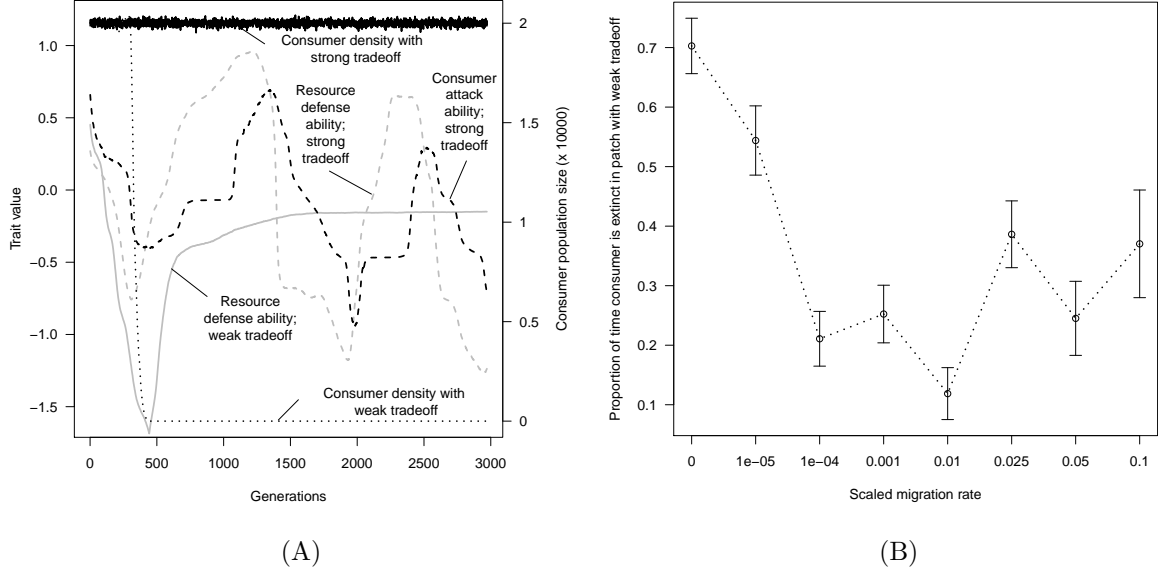 Consumer density with
strong tradeoff
Resource
defense
ability;
strong
tradeoff
Consumer
attack
ability;
strong
tradeoff
Resource
defense ability;
weak tradeoff
Consumer density with
weak tradeoff
Trait value
1.0
0.5
0.0
−0.5
−1.0
−1.5
Consumer population size (x 10000)
2
1.5
1
0.5
0
0
500
1000
1500
2000
2500
3000
Generations
(A)
Proportion of time consumer is extinct in patch with weak tradeoff
0.7
0.6
0.5
0.4
0.3
0.2
0.1
0
1e−05
1e−04
0.001
0.01
0.025
0.05
0.1
Scaled migration rate
(B)